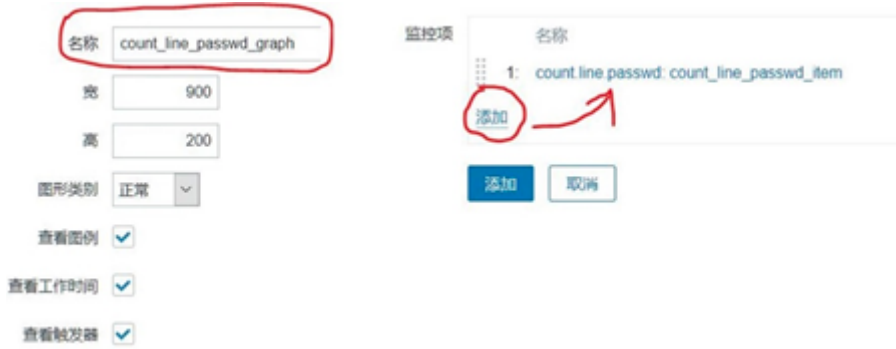 名称 count_line_passwd_graph
宽 900
高 200
图形类别 正常
查看图例
查看工作时间
查看触发器
监控项 名称
1: count.line.passwd: count_line_passwd_item
添加
添加 取消